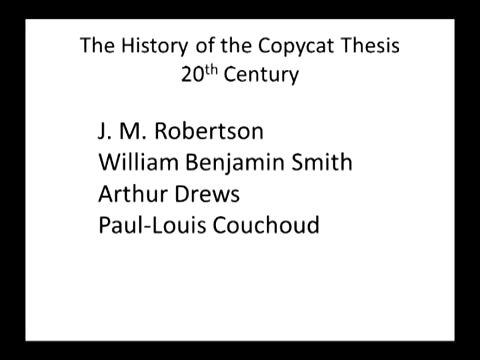 The History of the Copycat Thesis
20th Century
J. M. Robertson
William Benjamin Smith
Arthur Drews
Paul-Louis Couchoud